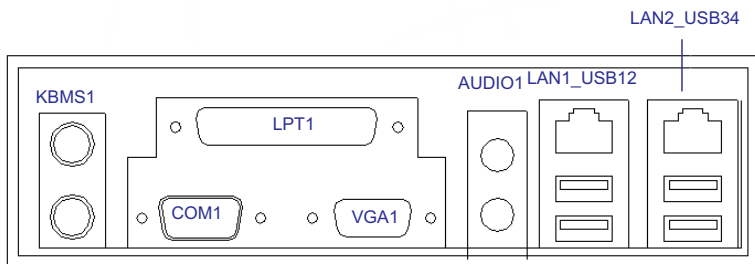 LAN2_USB34
KBMS1
AUDIO1
LAN1_USB12
LPT1
COM1
VGA1